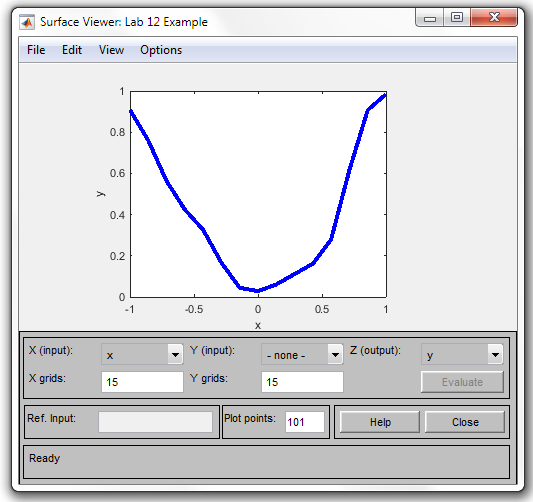 Surface Viewer: Lab 12 Example
File Edit View Options
1
0.8
0.6
0.4
0.2
0
y
-1 -0.5 0 0.5 1
x
X (input): x Y (input): - none - Z (output): y
X grids: 15 Y grids: 15 Evaluate
Ref. Input: Plot points: 101 Help Close
Ready